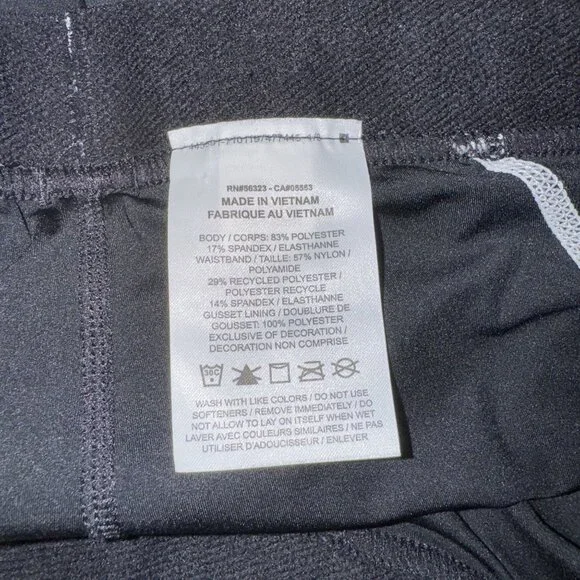 RN#56323 - CA#05553
MADE IN VIETNAM
FABRIQUE AU VIETNAM
BODY / CORPS: 83% POLYESTER
17% SPANDEX / ELASTHANNE
WAISTBAND / TAILLE: 57% NYLON /
POLYAMIDE
29% RECYCLED POLYESTER /
POLYESTER RECYCLE
14% SPANDEX / ELASTHANNE
GUSSET LINING / DOUBLURE DE
GOUSSET: 100% POLYESTER
EXCLUSIVE OF DECORATION /
DECORATION NON COMPRISE
30C
WASH WITH LIKE COLORS / DO NOT USE
SOFTENERS / REMOVE IMMEDIATELY / DO
NOT ALLOW TO LAY ON ITSELF WHEN WET
LAVER AVEC COULEURS SIMILAIRES / NE PAS
UTILISER D'ADOUCISSEUR / ENLEVER